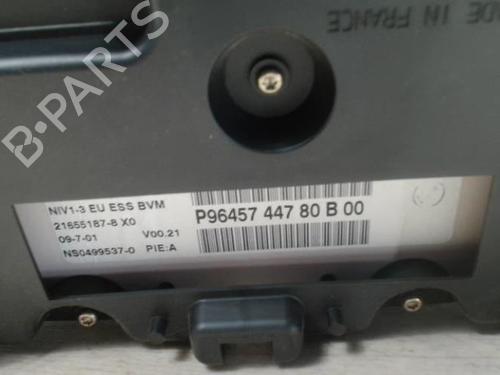 MADE IN FRANCE
B-PARTS
NIV1-3 EU ESS BVM
21655187-8 X0
09-7-01 V00.21
NS0499537-0 PIE:A
P96457 447 80 B 00